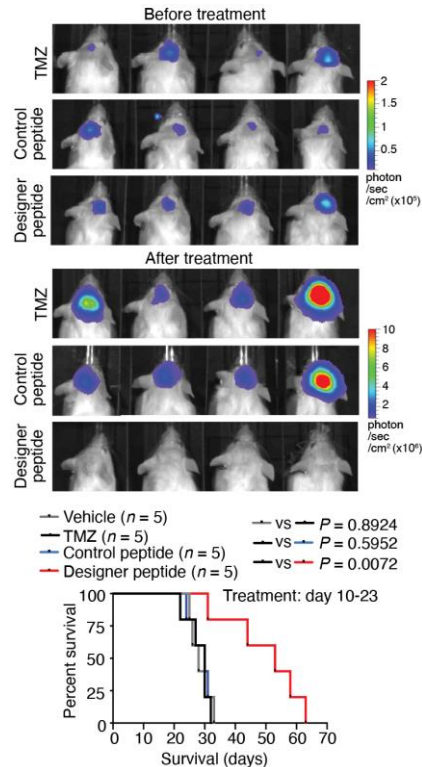 Before treatment
TMZ
Control peptide
Designer peptide
2
1.5
1
0.5
photon
/sec
/cm² (x10⁵)
After treatment
TMZ
Control peptide
Designer peptide
10
8
6
4
2
photon
/sec
/cm² (x10⁶)
Vehicle (n = 5)
TMZ (n = 5)
Control peptide (n = 5)
Designer peptide (n = 5)
vs P = 0.8924
vs P = 0.5952
vs P = 0.0072
Treatment: day 10-23
Percent survival
100
75
50
25
0
0 10 20 30 40 50 60 70
Survival (days)